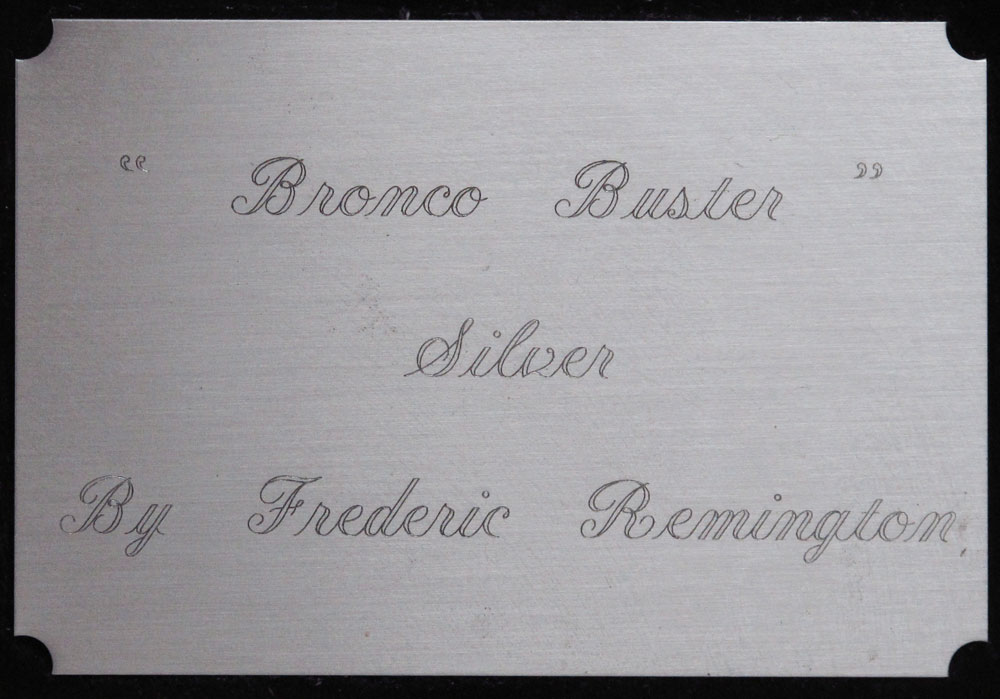 “ Bronco Buster ”
Silver
By Frederic Remington